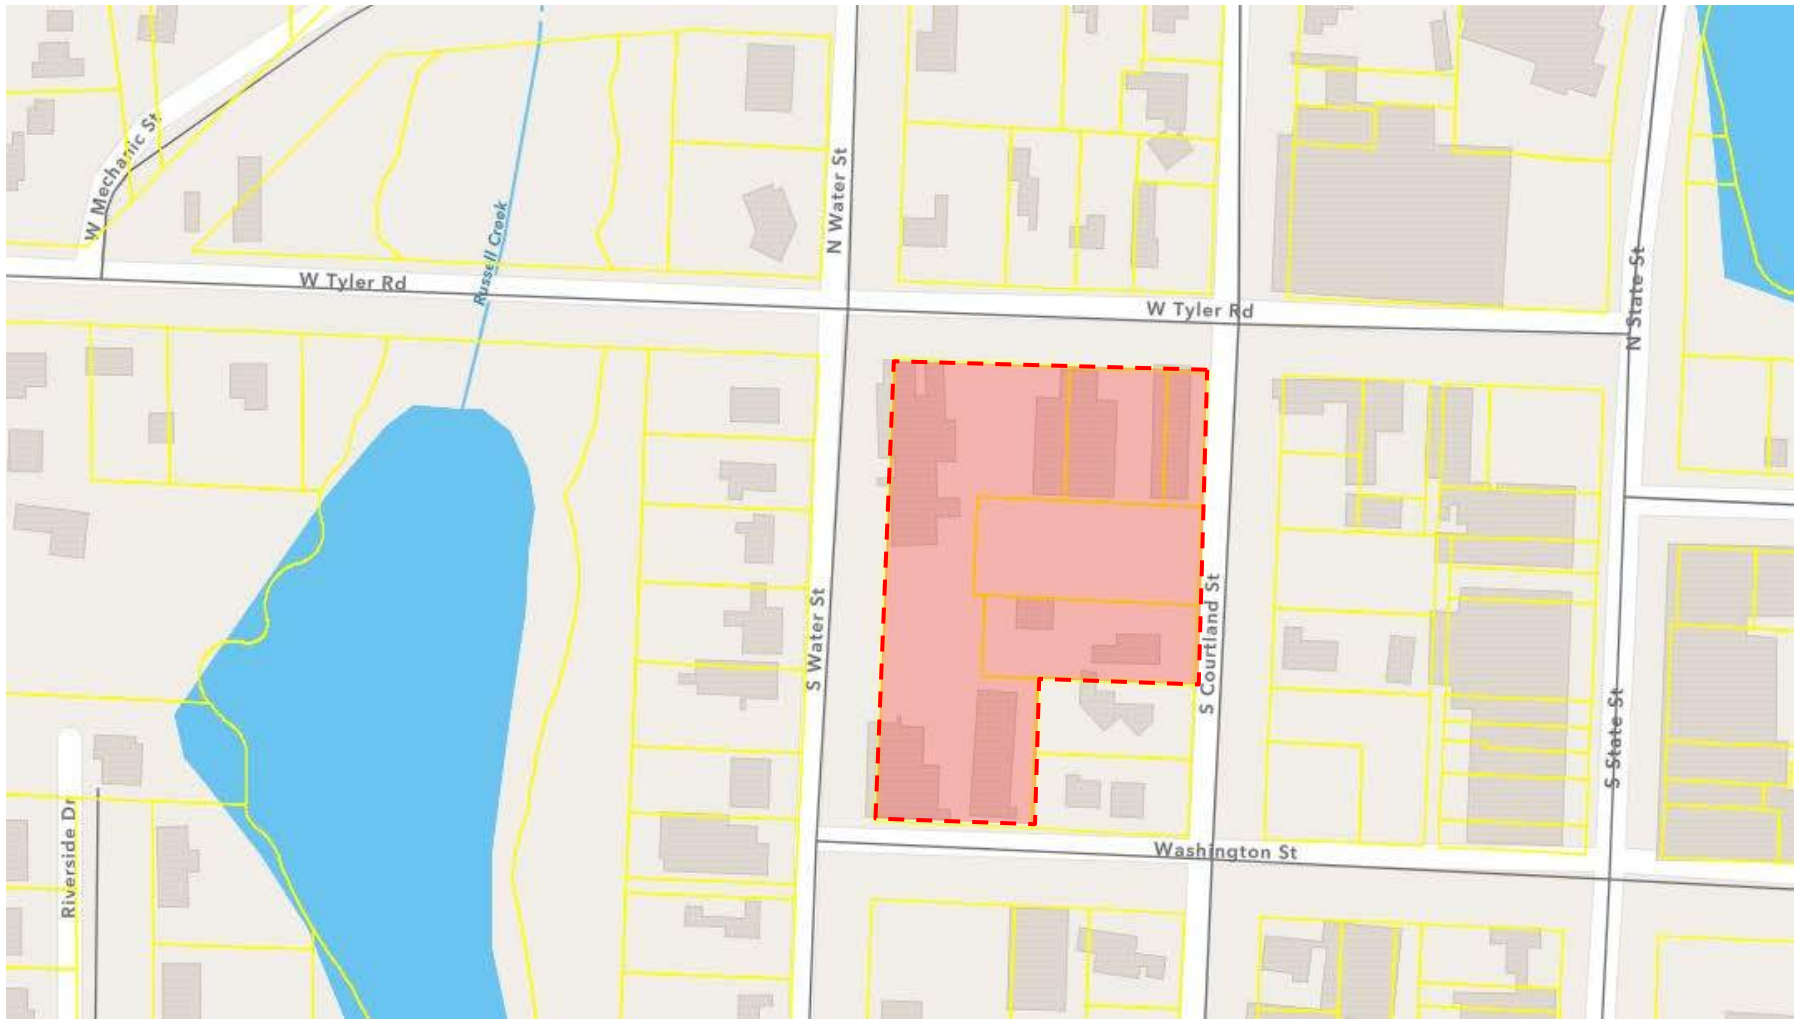 W Mechanic St
N Water St
Russell Creek
W Tyler Rd
W Tyler Rd
N State St
S Water St
S Courtland St
S State St
Riverside Dr
Washington St